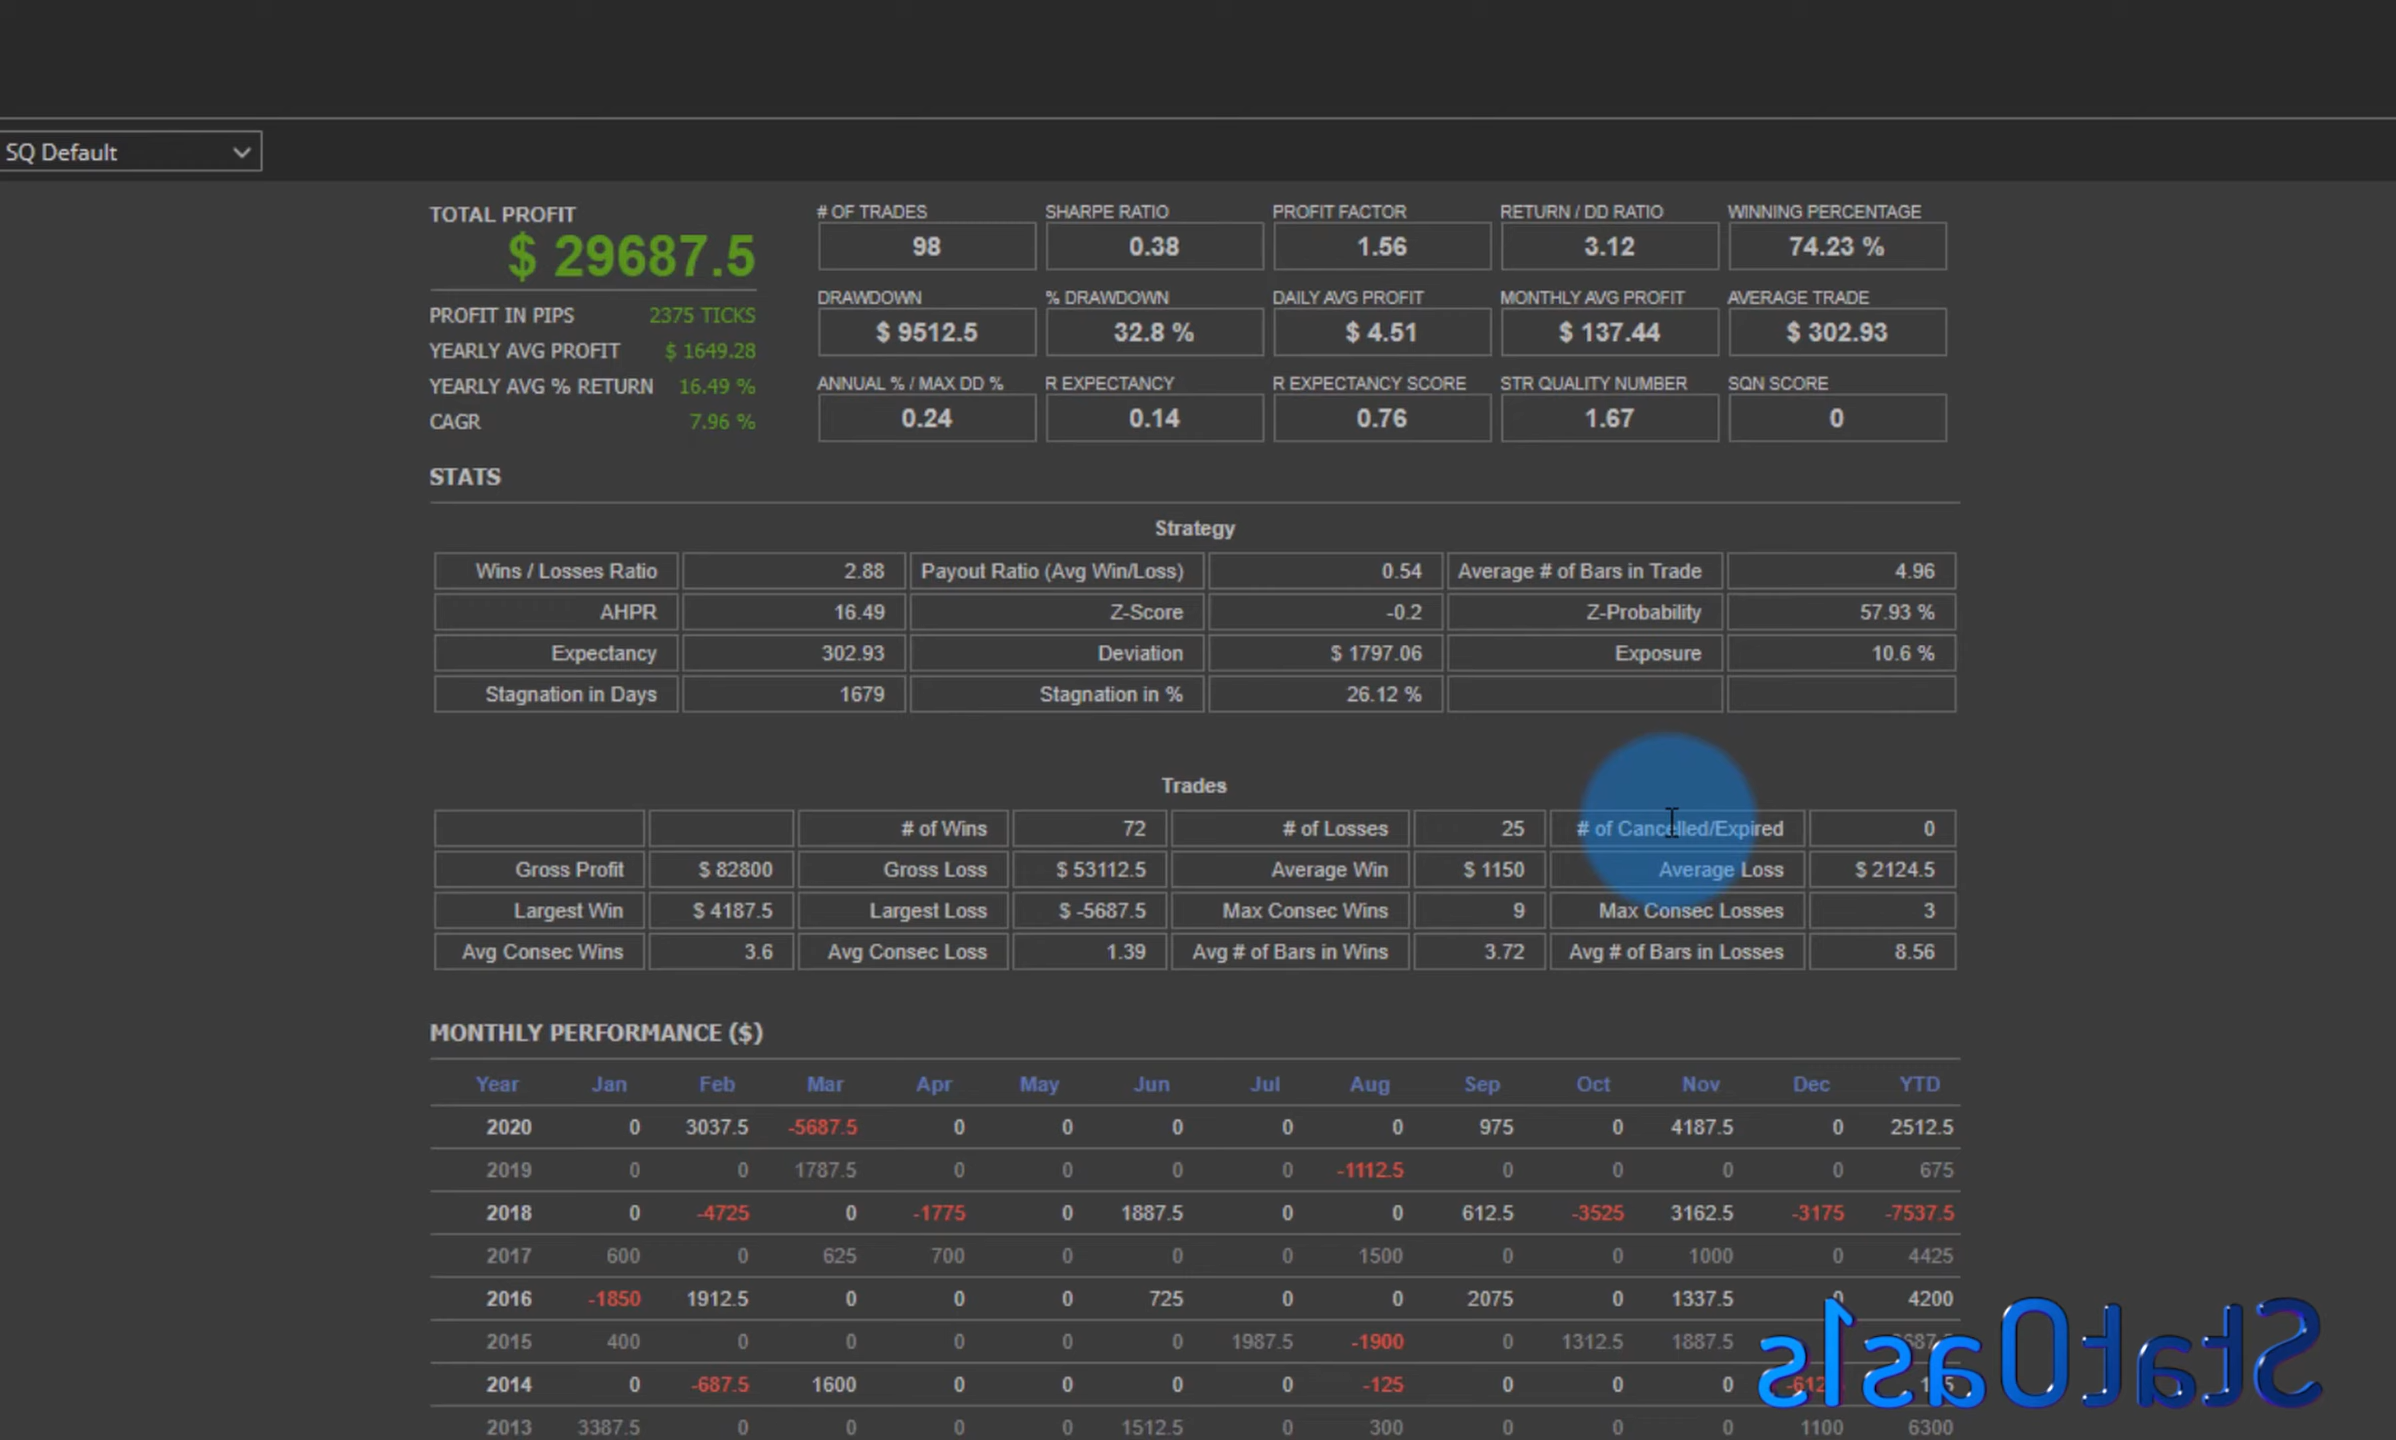 SQ Default
TOTAL PROFIT
$ 29687.5
PROFIT IN PIPS 2375 TICKS
YEARLY AVG PROFIT $ 1649.28
YEARLY AVG % RETURN 16.49 %
CAGR 7.96 %
# OF TRADES SHARPE RATIO PROFIT FACTOR RETURN / DD RATIO WINNING PERCENTAGE
98 0.38 1.56 3.12 74.23 %
DRAWDOWN % DRAWDOWN DAILY AVG PROFIT MONTHLY AVG PROFIT AVERAGE TRADE
$ 9512.5 32.8 % $ 4.51 $ 137.44 $ 302.93
ANNUAL % / MAX DD % R EXPECTANCY R EXPECTANCY SCORE STR QUALITY NUMBER SQN SCORE
0.24 0.14 0.76 1.67 0
STATS
Strategy
Wins / Losses Ratio 2.88 Payout Ratio (Avg Win/Loss) 0.54 Average # of Bars in Trade 4.96
AHPR 16.49 Z-Score -0.2 Z-Probability 57.93 %
Expectancy 302.93 Deviation $ 1797.06 Exposure 10.6 %
Stagnation in Days 1679 Stagnation in % 26.12 %
Trades
# of Wins 72 # of Losses 25 # of Cancelled/Expired 0
Gross Profit $ 82800 Gross Loss $ 53112.5 Average Win $ 1150 Average Loss $ 2124.5
Largest Win $ 4187.5 Largest Loss $ -5687.5 Max Consec Wins 9 Max Consec Losses 3
Avg Consec Wins 3.6 Avg Consec Loss 1.39 Avg # of Bars in Wins 3.72 Avg # of Bars in Losses 8.56
MONTHLY PERFORMANCE ($)
Year Jan Feb Mar Apr May Jun Jul Aug Sep Oct Nov Dec YTD
2020 0 3037.5 -5687.5 0 0 0 0 0 975 0 4187.5 0 2512.5
2019 0 0 1787.5 0 0 0 0 -1112.5 0 0 0 0 675
2018 0 -4725 0 -1775 0 1887.5 0 0 612.5 -3525 3162.5 -3175 -7537.5
2017 600 0 625 700 0 0 0 1500 0 0 1000 0 4425
2016 -1850 1912.5 0 0 0 725 0 0 2075 0 1337.5 0 4200
2015 400 0 0 0 0 0 1987.5 -1900 0 1312.5 1887.5
2014 0 -687.5 1600 0 0 0 0 -125 0 0 0
2013 3387.5 0 0 0 0 1512.5 0 300 0 0 0 1100 6300
StatOas1s